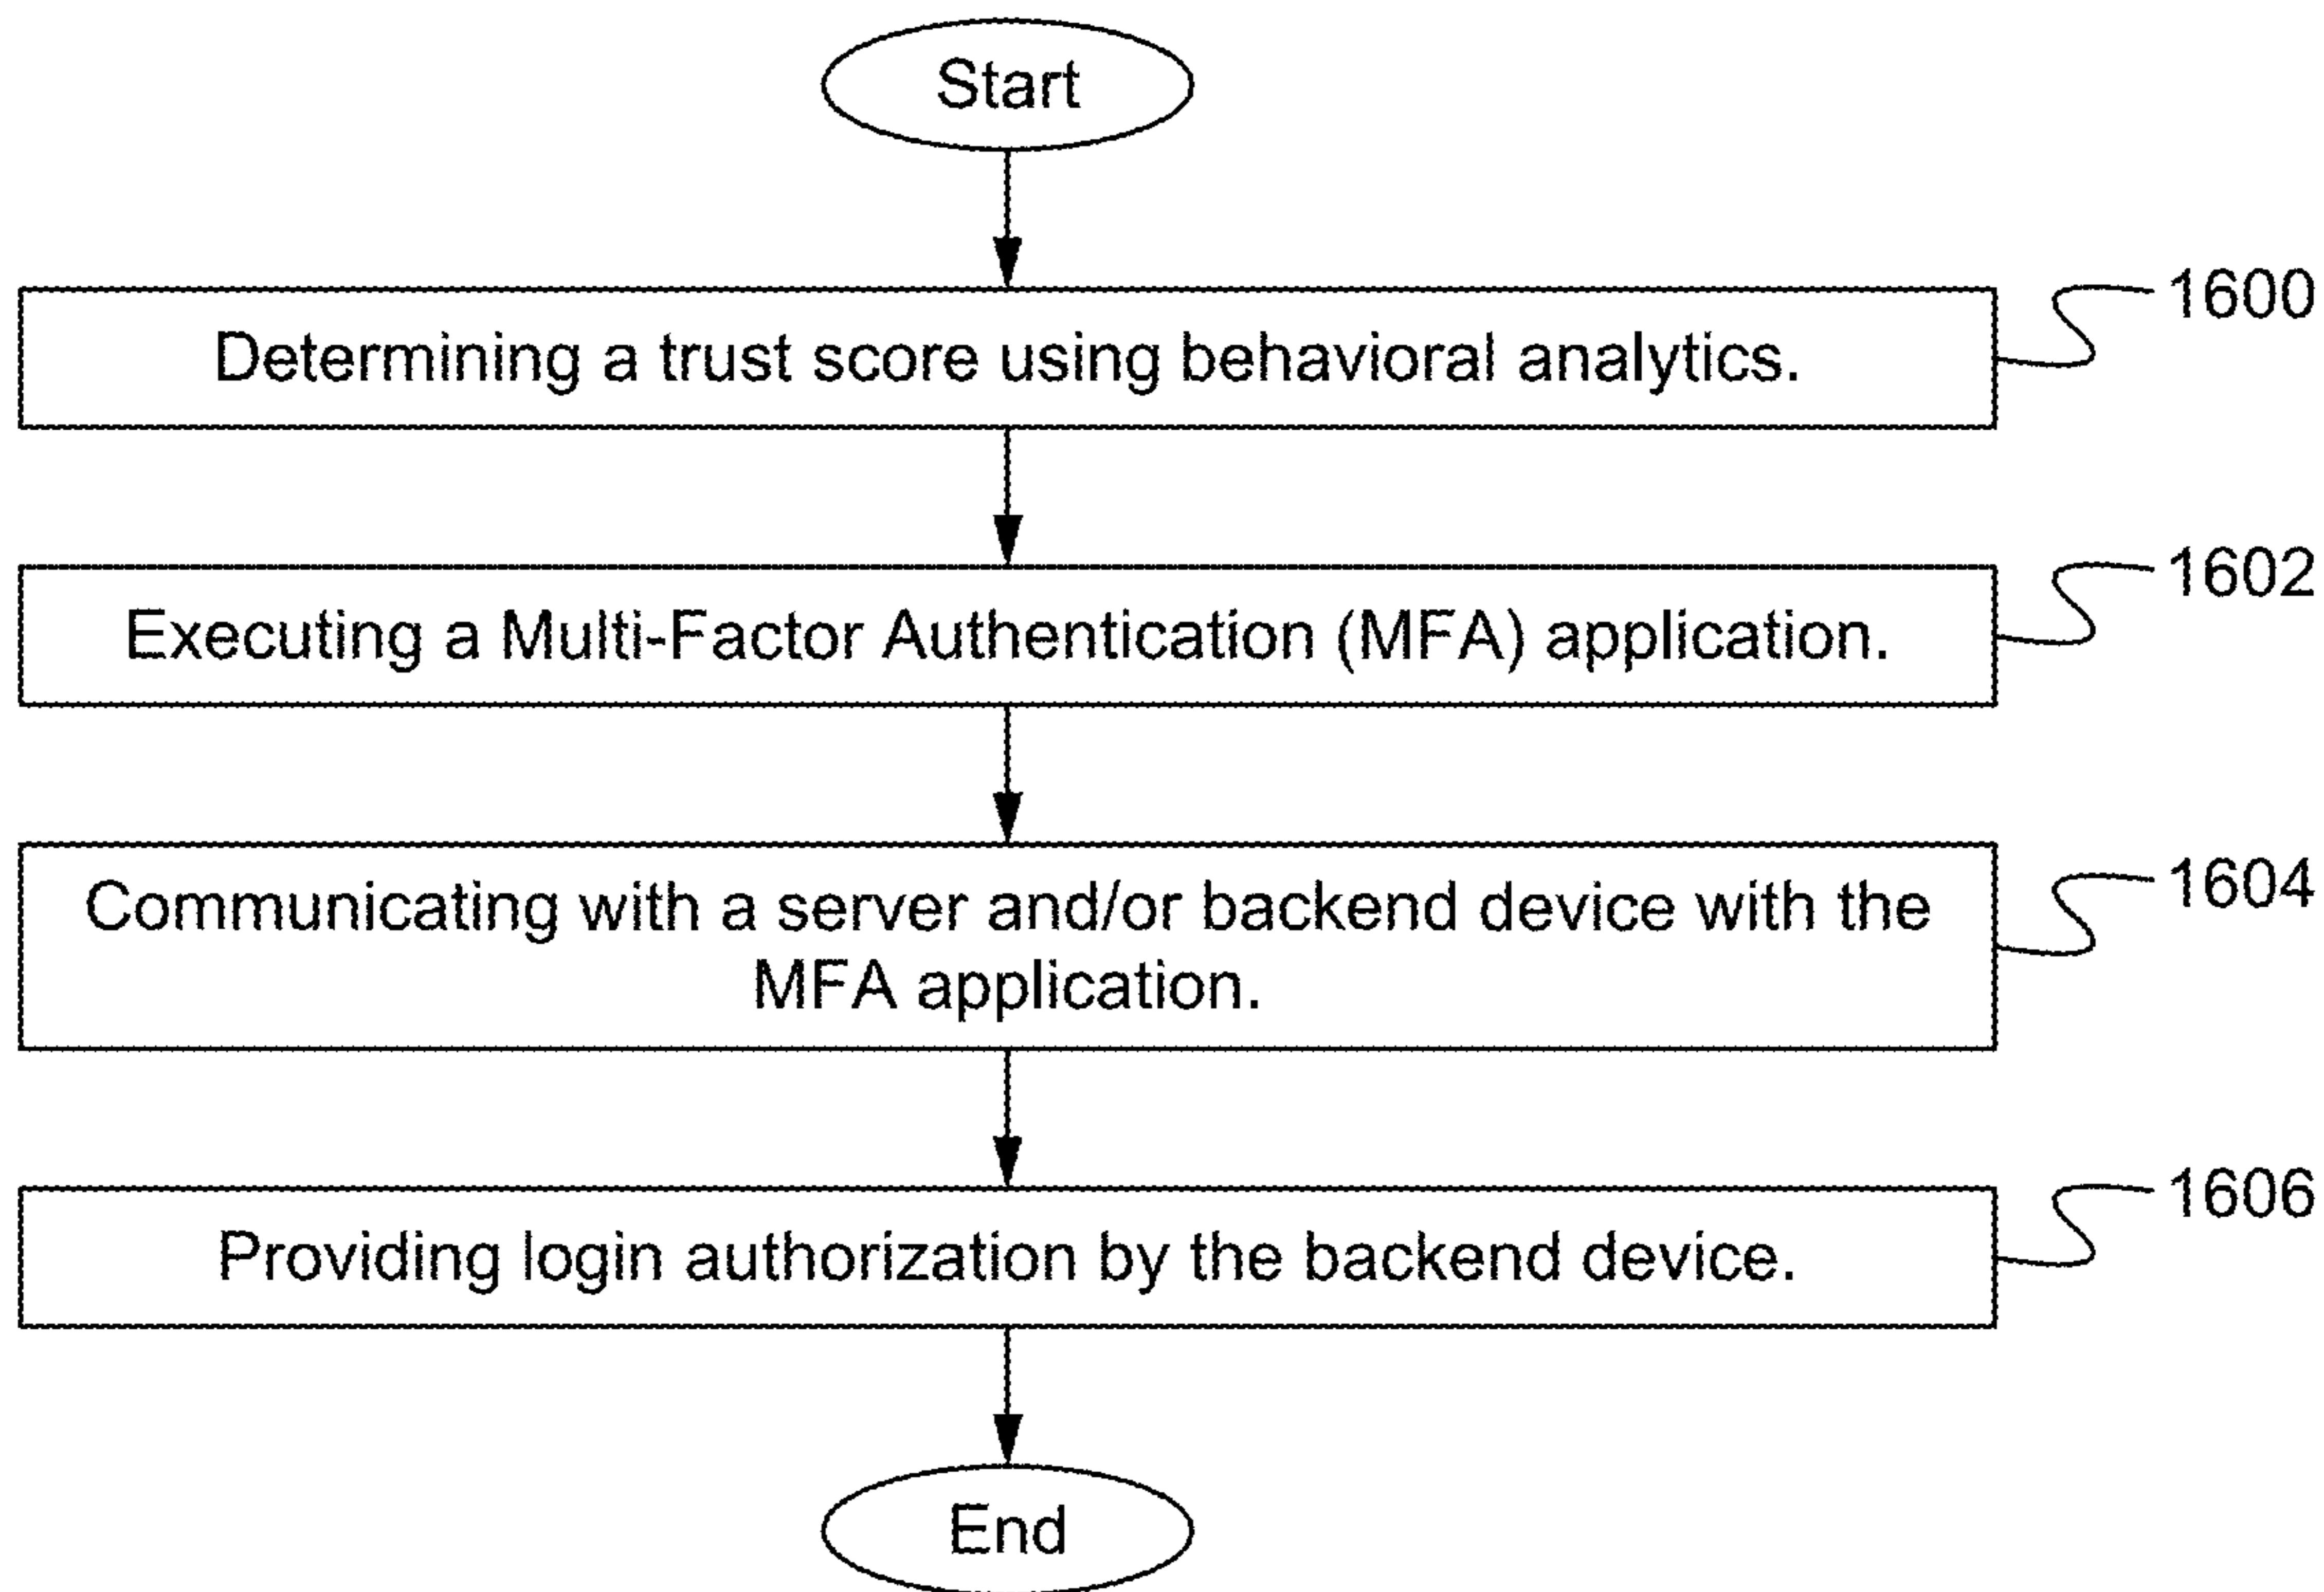 Start
Determining a trust score using behavioral analytics.
1600
Executing a Multi-Factor Authentication (MFA) application.
1602
Communicating with a server and/or backend device with the
MFA application.
1604
Providing login authorization by the backend device.
1606
End